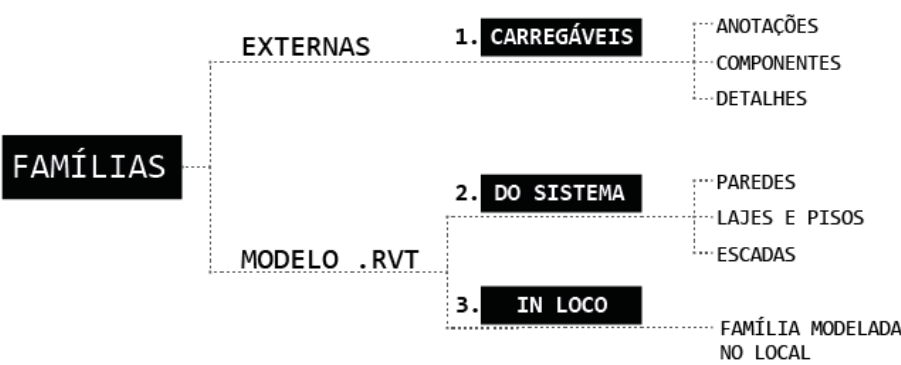 FAMÍLIAS
EXTERNAS
1. CARREGÁVEIS
ANOTAÇÕES
COMPONENTES
DETALHES
MODELO .RVT
2. DO SISTEMA
PAREDES
LAJES E PISOS
ESCADAS
3. IN LOCO
FAMÍLIA MODELADA
NO LOCAL